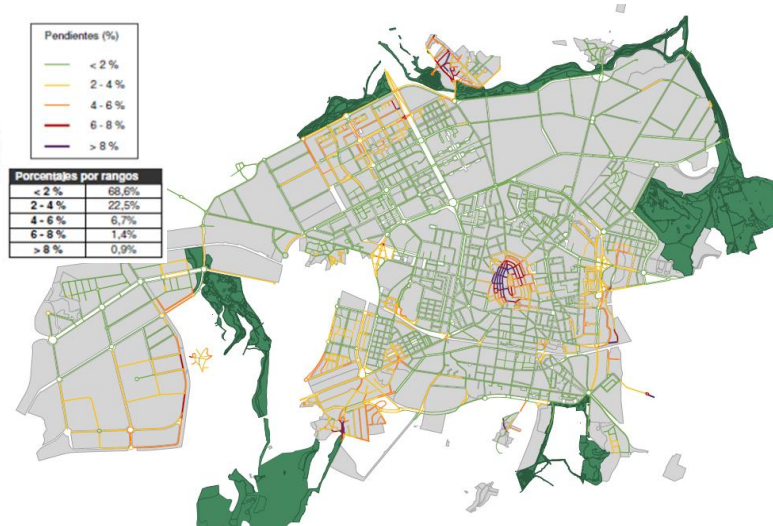 Pendientes (%)
< 2 %
2 - 4 %
4 - 6 %
6 - 8 %
> 8 %
Porcentajes por rangos
< 2 % 68,6%
2 - 4 % 22,5%
4 - 6 % 6,7%
6 - 8 % 1,4%
> 8 % 0,9%